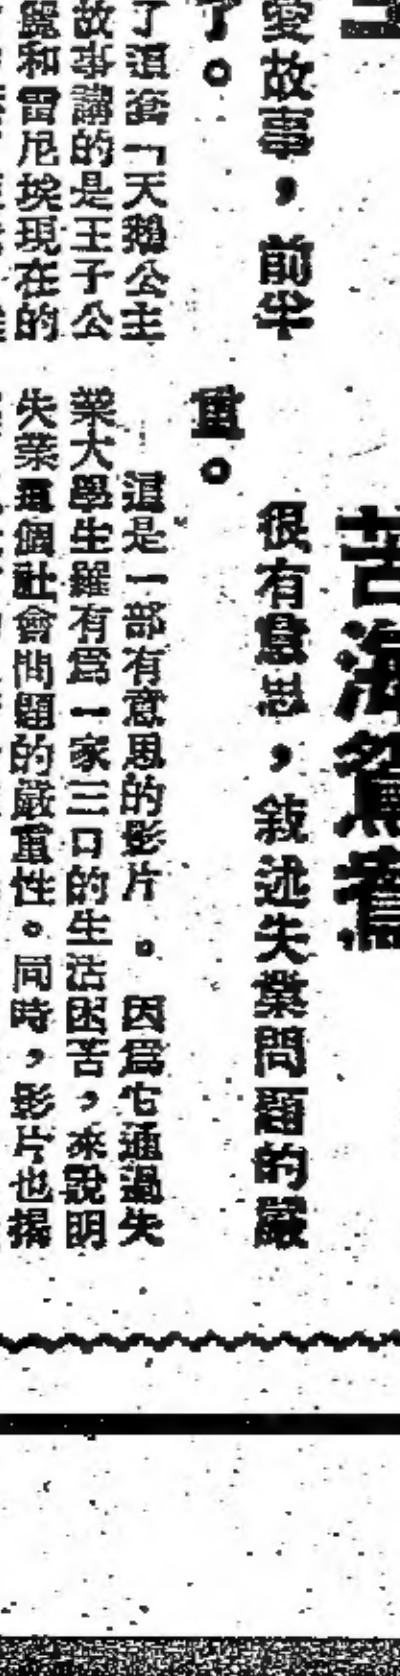 愛故事，前半
了。
了這套「天鵝公主
故事講的是王子公
麗和雷尼埃現在的
苦海鴛鴦
很有意思，敍述失業問題的嚴
重。
這是一部有意思的影片。因爲它通過失
業大學生羅有爲一家三口的生活困苦，來說明
失業這個社會問題的嚴重性。同時，影片也揭